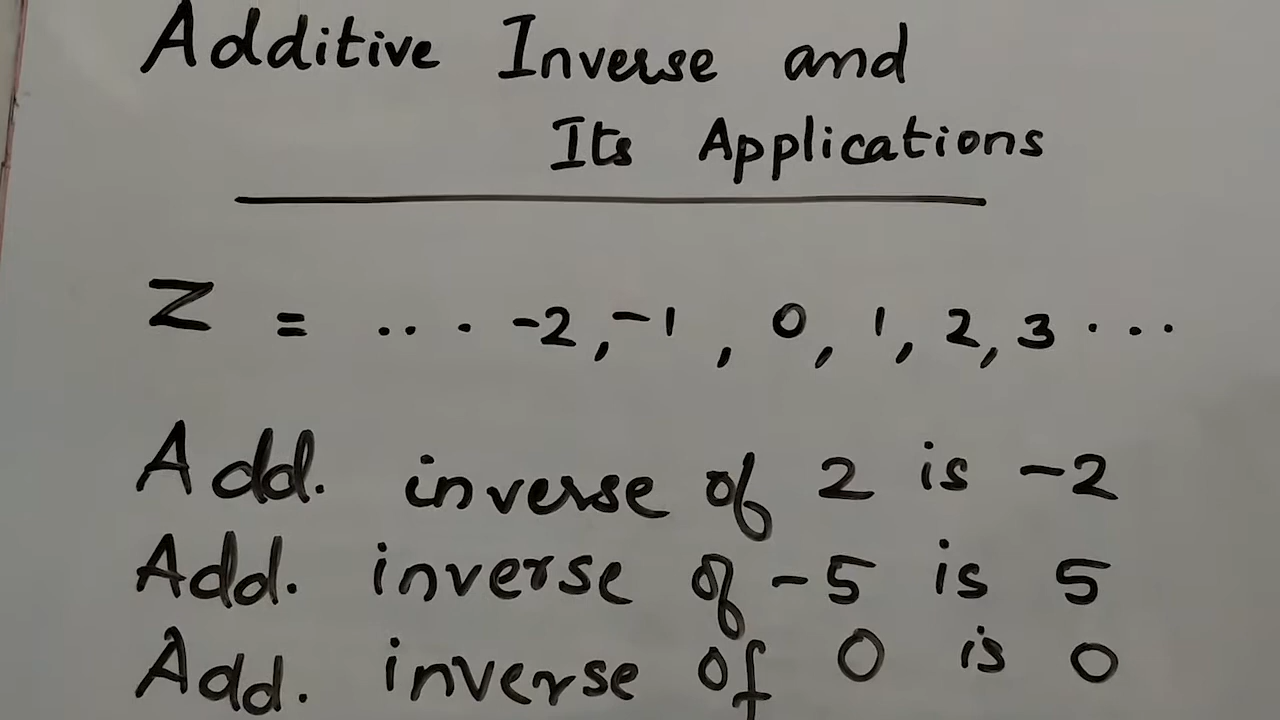 Additive Inverse and
Its Applications
Z = ... -2, -1, 0, 1, 2, 3 ...
Add. inverse of 2 is -2
Add. inverse of -5 is 5
Add. inverse of 0 is 0